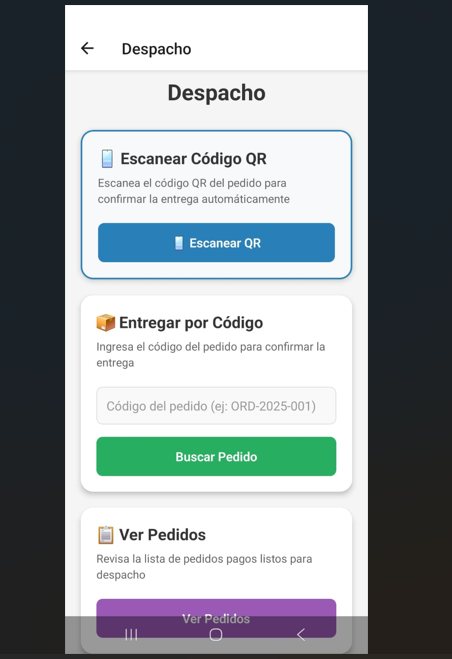 Despacho
Despacho
Escanear Código QR
Escanea el código QR del pedido para
confirmar la entrega automáticamente
Escanear QR
Entregar por Código
Ingresa el código del pedido para confirmar la
entrega
Código del pedido (ej: ORD-2025-001)
Buscar Pedido
Ver Pedidos
Revisa la lista de pedidos pagos listos para
despacho
Ver Pedidos